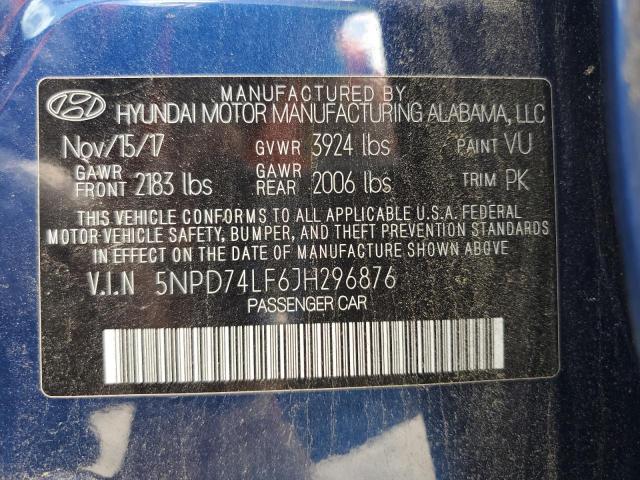 MANUFACTURED BY
HYUNDAI MOTOR MANUFACTURING ALABAMA, LLC
Nov/15/17 GVWR 3924 lbs PAINT VU
GAWR FRONT 2183 lbs GAWR REAR 2006 lbs TRIM PK
THIS VEHICLE CONFORMS TO ALL APPLICABLE U.S.A. FEDERAL
MOTOR VEHICLE SAFETY, BUMPER, AND THEFT PREVENTION STANDARDS
IN EFFECT ON THE DATE OF MANUFACTURE SHOWN ABOVE.
V.I.N 5NPD74LF6JH296876
PASSENGER CAR